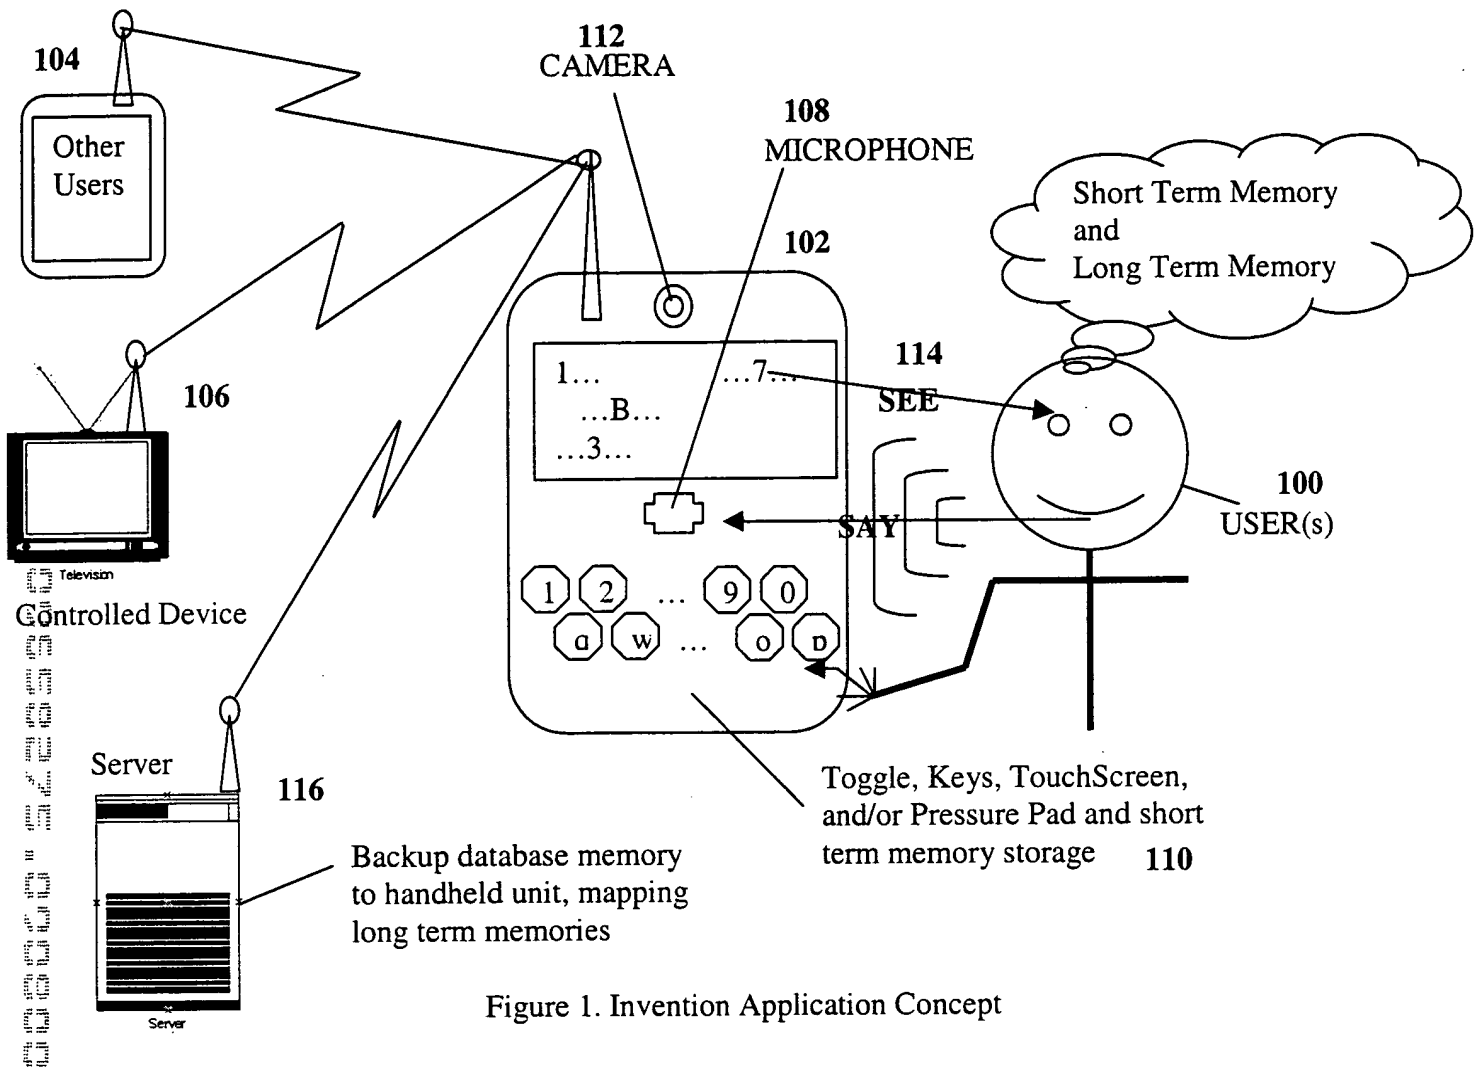 104
Other
Users
112
CAMERA
108
MICROPHONE
102
Short Term Memory
and
Long Term Memory
114
SEE
1...
...7...
...B...
...3...
106
Television
Controlled Device
SAY
100
USER(s)
1 2 ... 9 0
q w ... o p
Server
116
Toggle, Keys, TouchScreen,
and/or Pressure Pad and short
term memory storage 110
Backup database memory
to handheld unit, mapping
long term memories
Server
Figure 1. Invention Application Concept